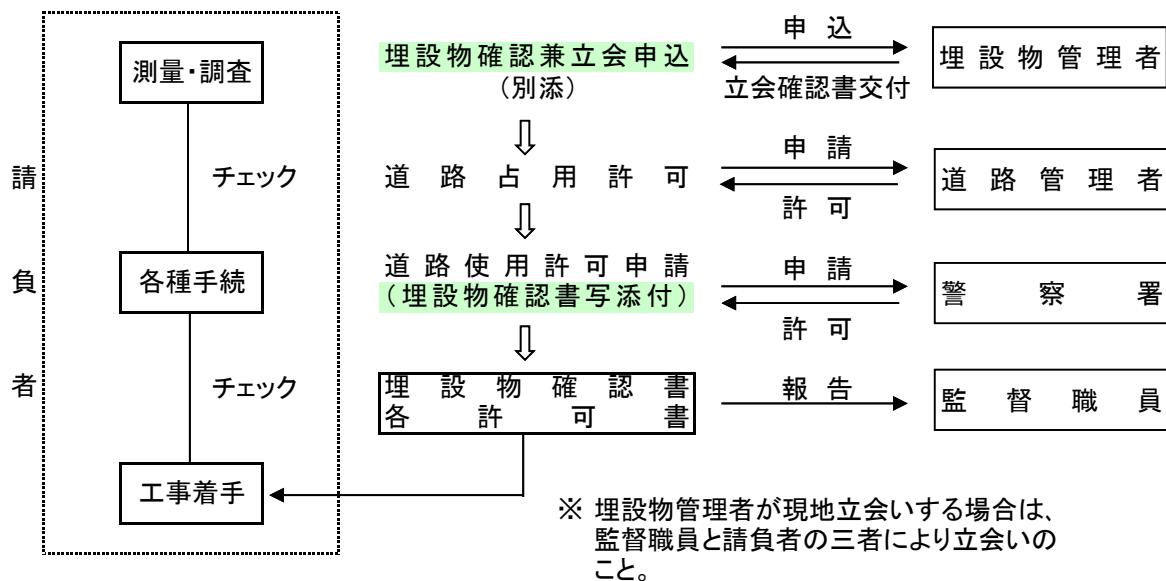 請負者
測量・調査
チェック
各種手続
チェック
工事着手
埋設物確認兼立会申込
（別添）
申込
立会確認書交付
埋設物管理者
道路占用許可
申請
許可
道路管理者
道路使用許可申請
（埋設物確認書写添付）
申請
許可
警察署
埋設物確認書
各許可書
報告
監督職員
※ 埋設物管理者が現地立会いする場合は、
監督職員と請負者の三者により立会いの
こと。